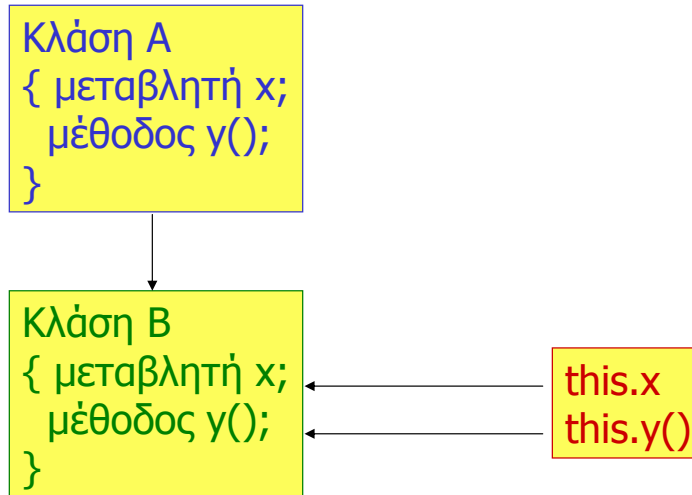 Κλάση Α
{ μεταβλητή x;
μέθοδος y();
}
Κλάση Β
{ μεταβλητή x;
μέθοδος y();
}
this.x
this.y()